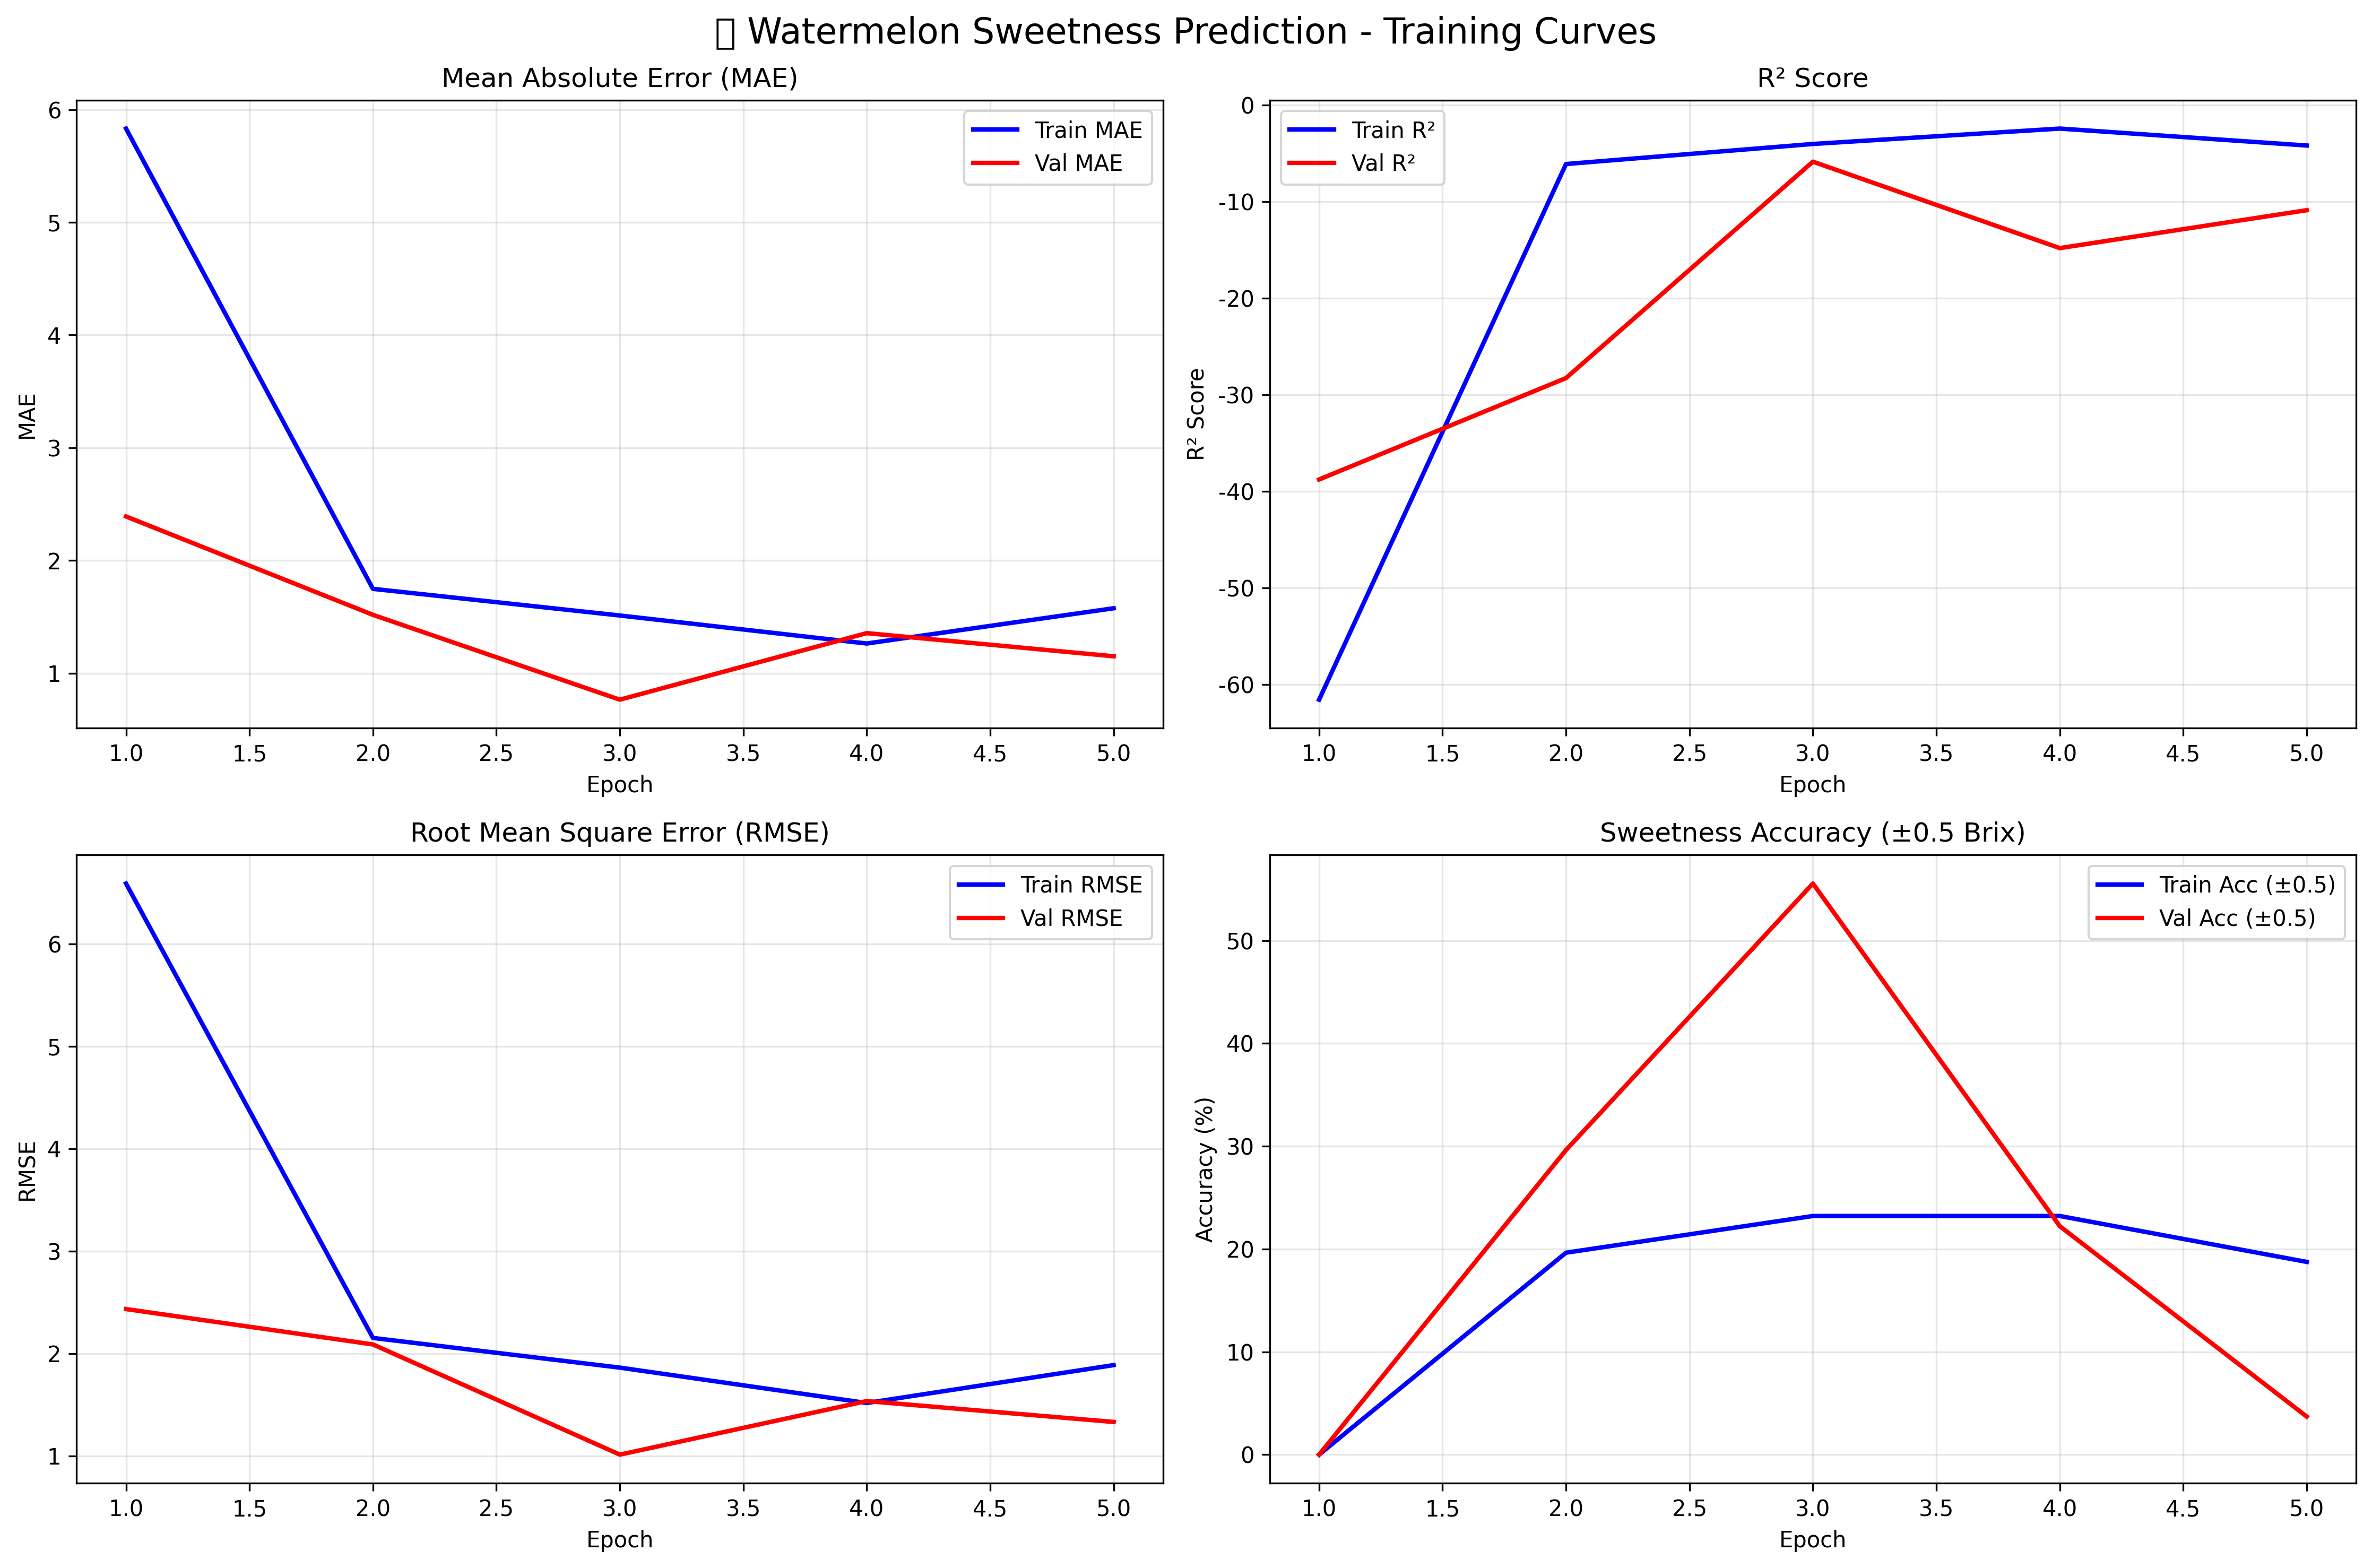 ▯ Watermelon Sweetness Prediction - Training Curves
Mean Absolute Error (MAE)
6
5
4
3
2
1
MAE
Train MAE
Val MAE
1.0 1.5 2.0 2.5 3.0 3.5 4.0 4.5 5.0
Epoch
R² Score
0
-10
-20
-30
-40
-50
-60
R² Score
Train R²
Val R²
1.0 1.5 2.0 2.5 3.0 3.5 4.0 4.5 5.0
Epoch
Root Mean Square Error (RMSE)
6
5
4
3
2
1
RMSE
Train RMSE
Val RMSE
1.0 1.5 2.0 2.5 3.0 3.5 4.0 4.5 5.0
Epoch
Sweetness Accuracy (±0.5 Brix)
50
40
30
20
10
0
Accuracy (%)
Train Acc (±0.5)
Val Acc (±0.5)
1.0 1.5 2.0 2.5 3.0 3.5 4.0 4.5 5.0
Epoch